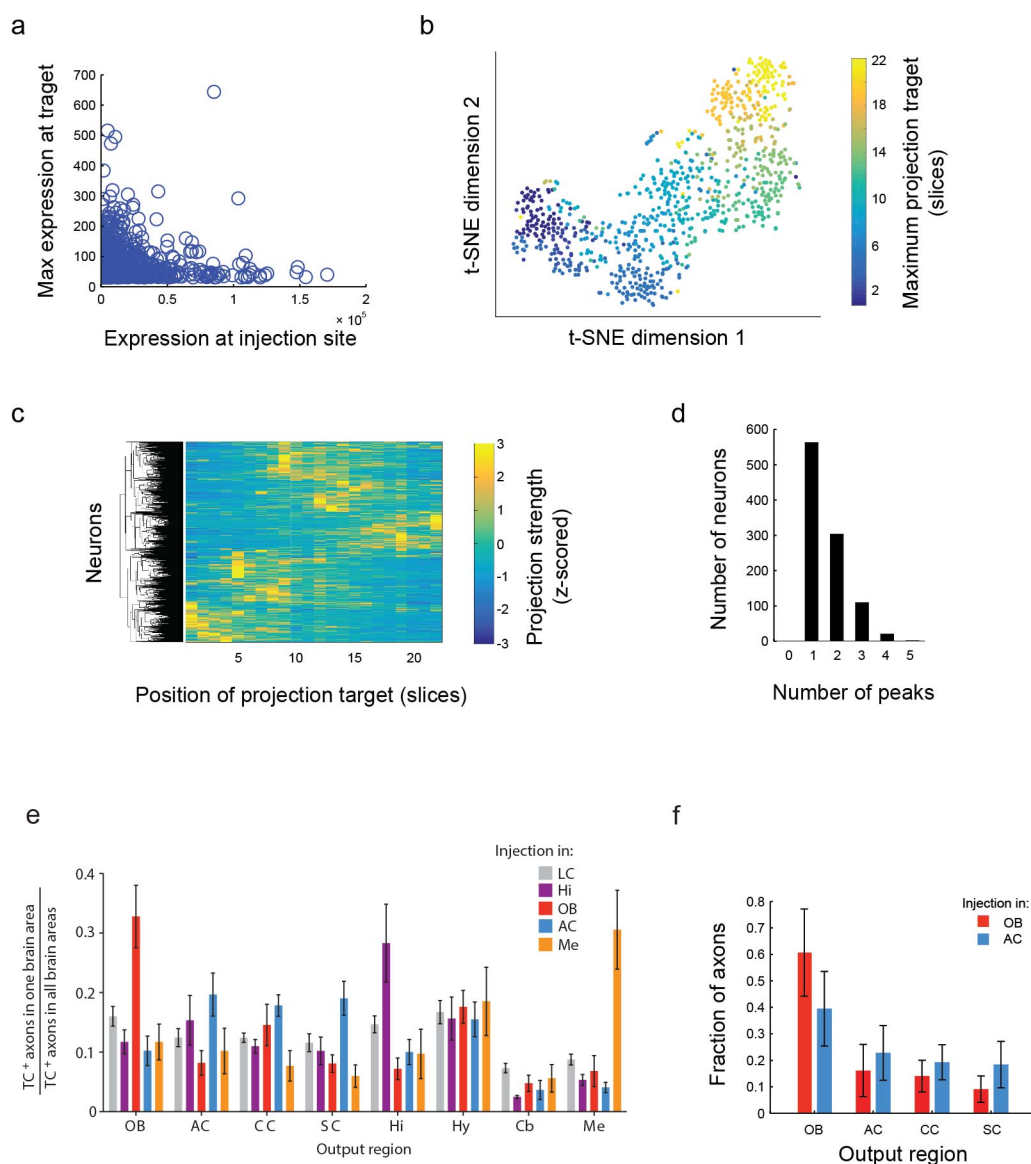 a
Max expression at traget
700
600
500
400
300
200
100
0
0
0.5
1
1.5
2
× 10⁵
Expression at injection site
b
t-SNE dimension 2
t-SNE dimension 1
22
18
14
10
6
2
Maximum projection traget
(slices)
c
Neurons
5
10
15
20
Position of projection target (slices)
3
2
1
0
-1
-2
-3
Projection strength
(z-scored)
d
Number of neurons
600
500
400
300
200
100
0
0 1 2 3 4 5
Number of peaks
e
TC⁺ axons in one brain area
TC⁺ axons in all brain areas
0.4
0.3
0.2
0.1
0
Injection in:
LC
Hi
OB
AC
Me
OB AC CC SC Hi Hy Cb Me
Output region
f
Fraction of axons
0.8
0.7
0.6
0.5
0.4
0.3
0.2
0.1
0
Injection in:
OB
AC
OB AC CC SC
Output region